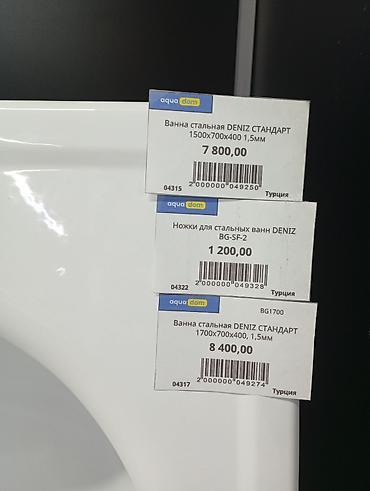 aqua dom
Ванна стальная DENIZ СТАНДАРТ
1500х700х400 1,5мм
7 800,00
2 000000 049250
04315
Турция
aqua dom
Ножки для стальных ванн DENIZ
BG-SF-2
1 200,00
2 000000 049328
04322
Турция
aqua dom
BG1700
Ванна стальная DENIZ СТАНДАРТ
1700х700х400, 1,5мм
8 400,00
2 000000 049274
04317
Турция